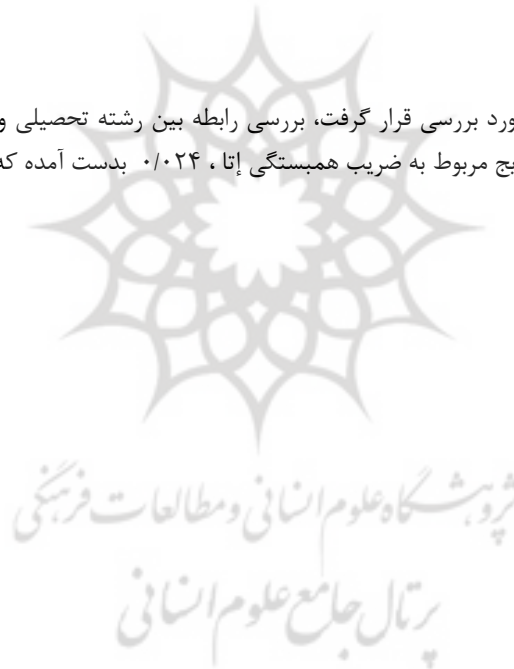 ورد بررسی قرار گرفت، بررسی رابطه بین رشته تحصیلی و
یج مربوط به ضریب همبستگی إتا ، ۰/۰۲۴ بدست آمده که
پژوهشگاه علوم انسانی و مطالعات فرهنگی
پرتال جامع علوم انسانی